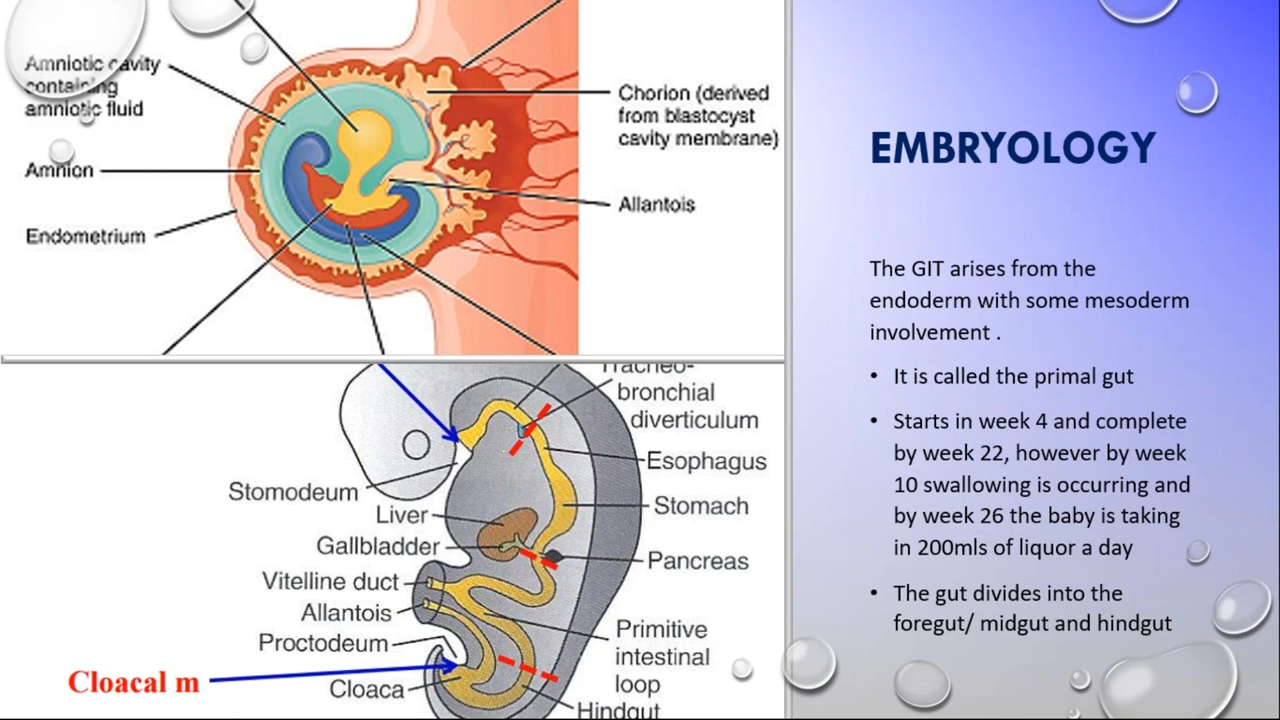 Amniotic cavity
containing
amniotic fluid
Amnion
Endometrium
Chorion (derived
from blastocyst
cavity membrane)
Allantois
Tracheo-
bronchial
diverticulum
Esophagus
Stomodeum
Stomach
Liver
Gallbladder
Pancreas
Vitelline duct
Allantois
Proctodeum
Primitive
intestinal
loop
Cloacal m
Cloaca
Hindgut
EMBRYOLOGY
The GIT arises from the
endoderm with some mesoderm
involvement .
• It is called the primal gut
• Starts in week 4 and complete
by week 22, however by week
10 swallowing is occurring and
by week 26 the baby is taking
in 200mls of liquor a day
• The gut divides into the
foregut/ midgut and hindgut